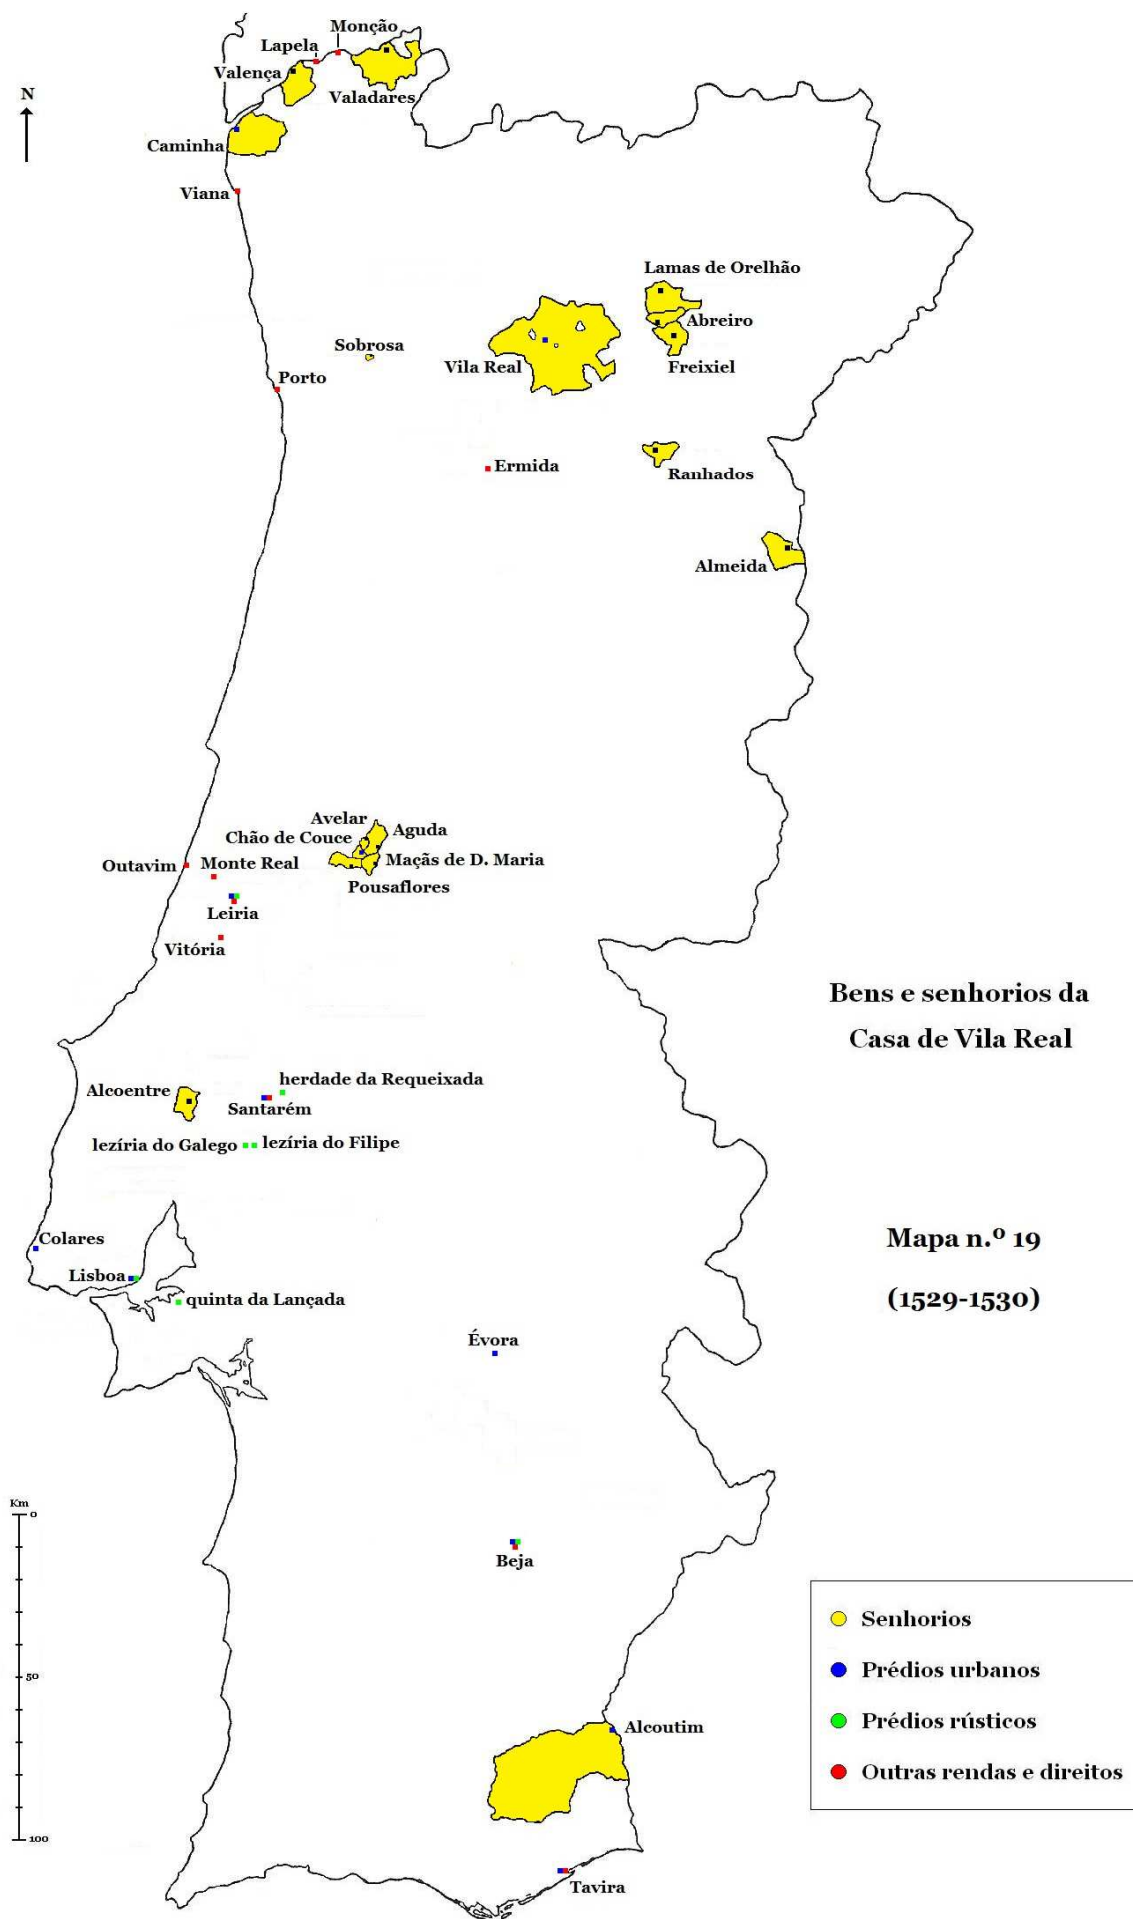 Monção
Lapela
Valença
Valadares
N
Caminha
Viana
Lamas de Orelhão
Abreiro
Sobrosa
Vila Real
Freixiel
Porto
Ermida
Ranhados
Almeida
Avelar
Aguda
Chão de Couce
Maçãs de D. Maria
Outavim
Monte Real
Pousaflores
Leiria
Vitória
Bens e senhorios da
Casa de Vila Real
herdade da Requeixada
Alcoentre
Santarém
lezíria do Galego
lezíria do Filipe
Colares
Mapa n.º 19
Lisboa
quinta da Lançada
(1529-1530)
Évora
Km
0
Beja
Senhorios
Prédios urbanos
50
Prédios rústicos
Alcoutim
Outras rendas e direitos
100
Tavira